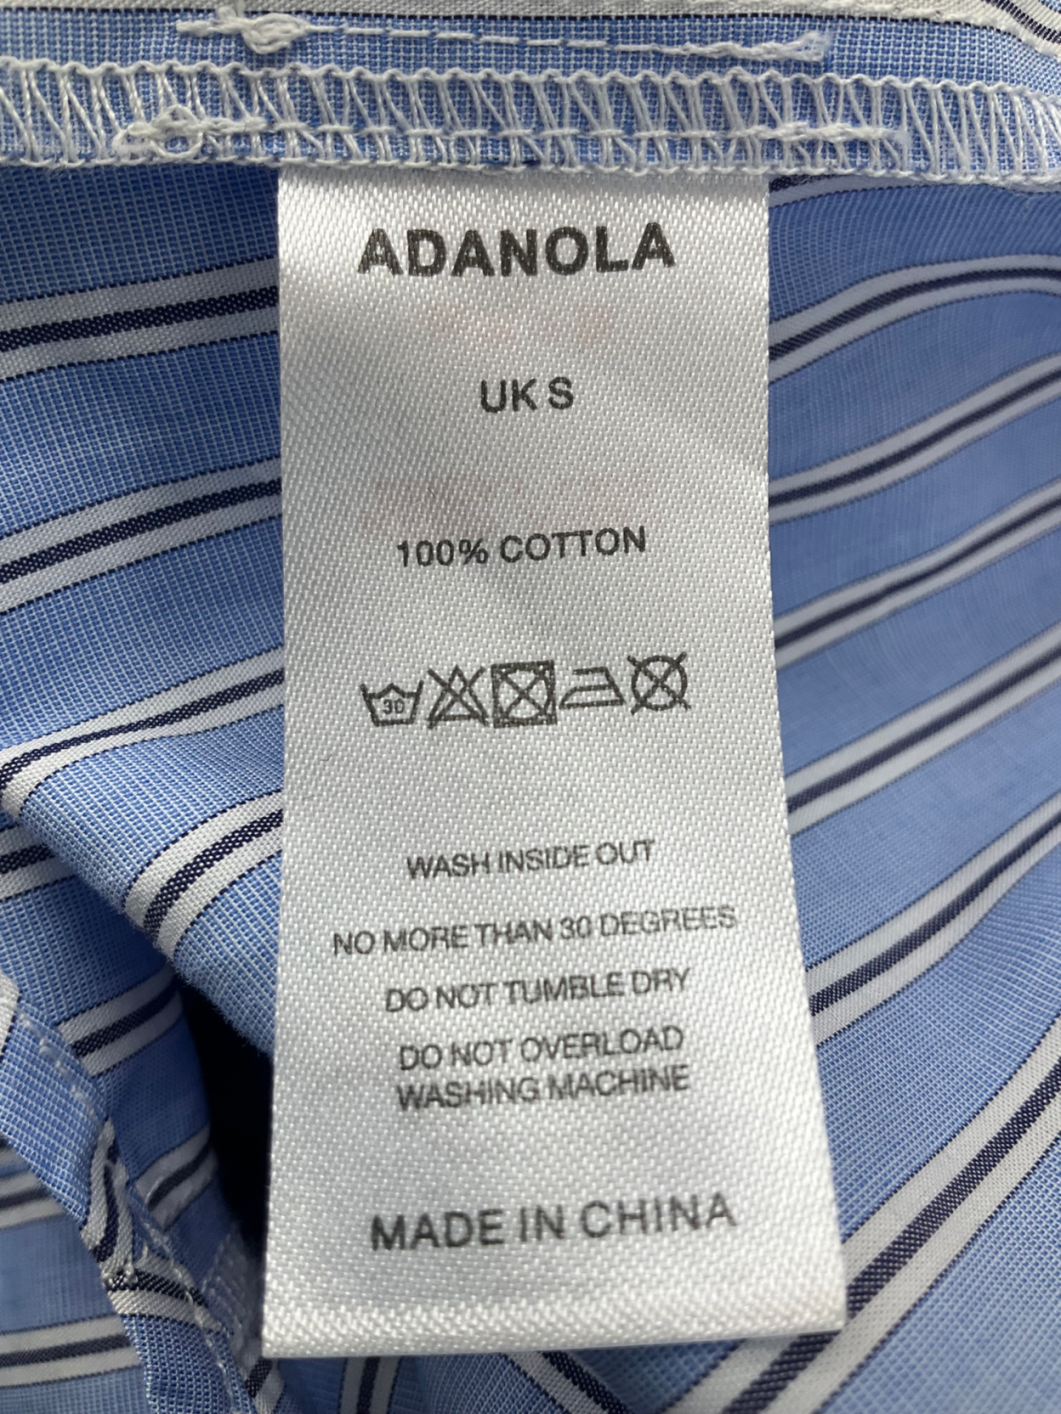 ADANOLA
UK S
100% COTTON
30
WASH INSIDE OUT
NO MORE THAN 30 DEGREES
DO NOT TUMBLE DRY
DO NOT OVERLOAD
WASHING MACHINE
MADE IN CHINA